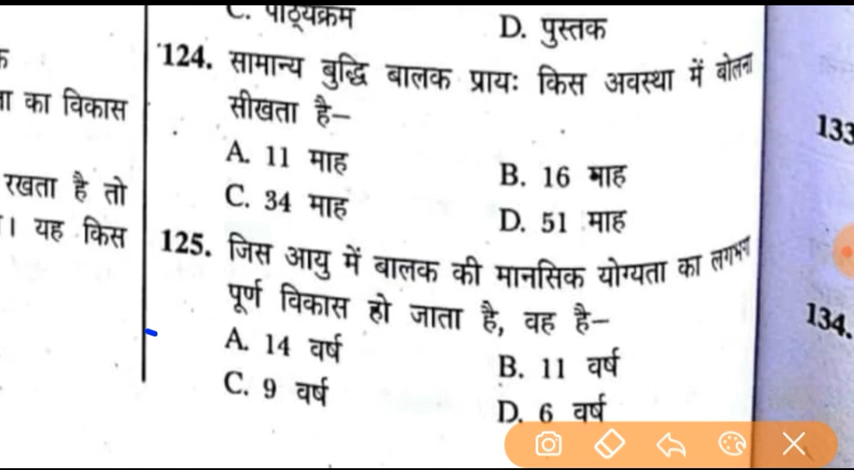 C. पाठ्यक्रम
D. पुस्तक
124. सामान्य बुद्धि बालक प्रायः किस अवस्था में बोलना
सीखता है–
A. 11 माह
B. 16 माह
C. 34 माह
D. 51 माह
125. जिस आयु में बालक की मानसिक योग्यता का लगभग
पूर्ण विकास हो जाता है, वह है–
A. 14 वर्ष
B. 11 वर्ष
C. 9 वर्ष
D. 6 वर्ष
का विकास
रखता है तो
। यह किस
133
134.